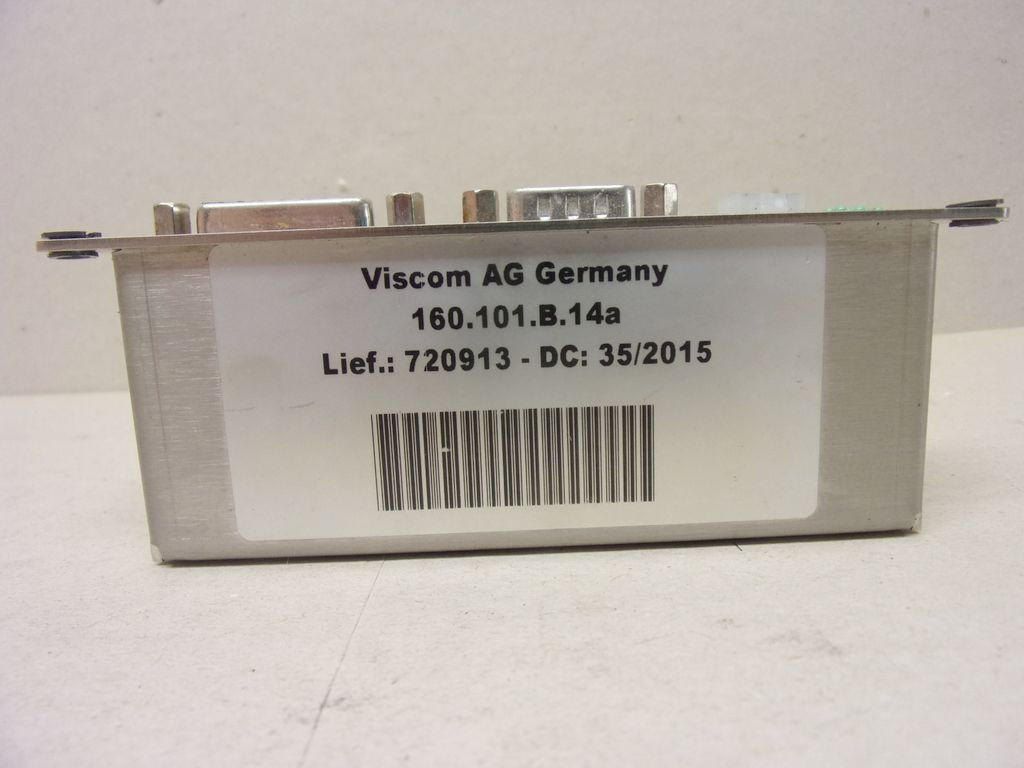 Viscom AG Germany
160.101.B.14a
Lief.: 720913 - DC: 35/2015